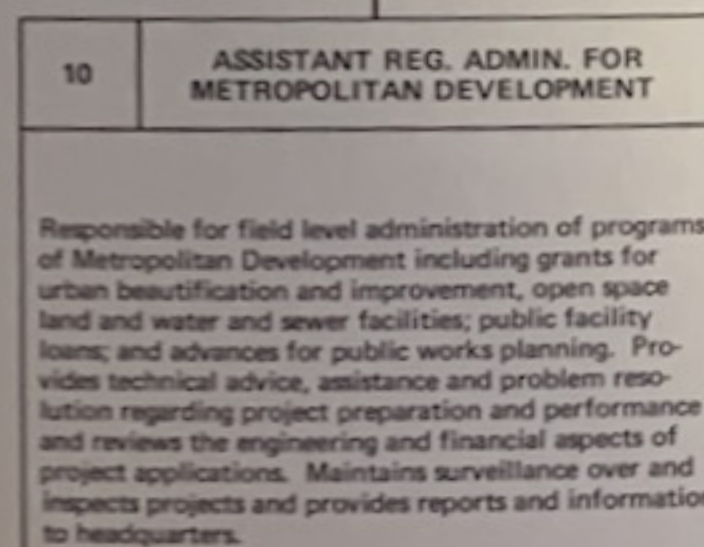 10
ASSISTANT REG. ADMIN. FOR
METROPOLITAN DEVELOPMENT
Responsible for field level administration of programs
of Metropolitan Development including grants for
urban beautification and improvement, open space
land and water and sewer facilities; public facility
loans; and advances for public works planning. Pro-
vides technical advice, assistance and problem reso-
lution regarding project preparation and performance
and reviews the engineering and financial aspects of
project applications. Maintains surveillance over and
inspects projects and provides reports and information
to headquarters.